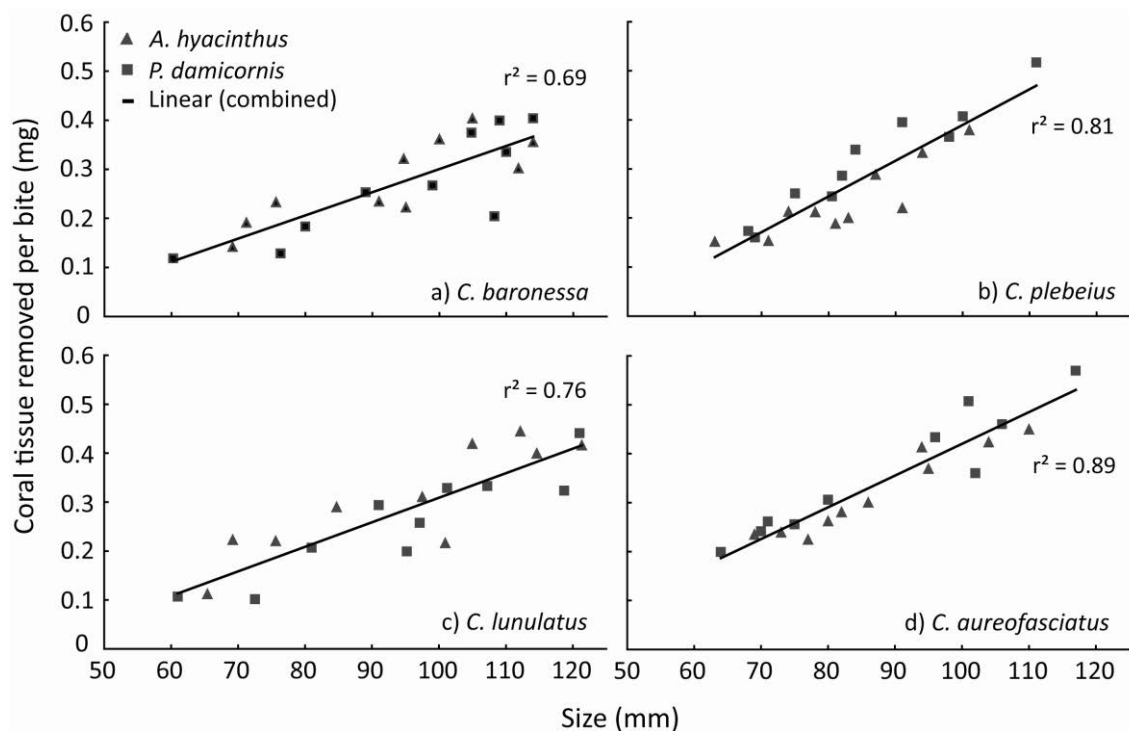 Coral tissue removed per bite (mg)
0.6
0.5
0.4
0.3
0.2
0.1
0
A. hyacinthus
P. damicornis
Linear (combined)
r² = 0.69
a) C. baronessa
r² = 0.81
b) C. plebeius
0.6
0.5
0.4
0.3
0.2
0.1
0
r² = 0.76
c) C. lunulatus
r² = 0.89
d) C. aureofasciatus
50 60 70 80 90 100 110 120
50 60 70 80 90 100 110 120
Size (mm)